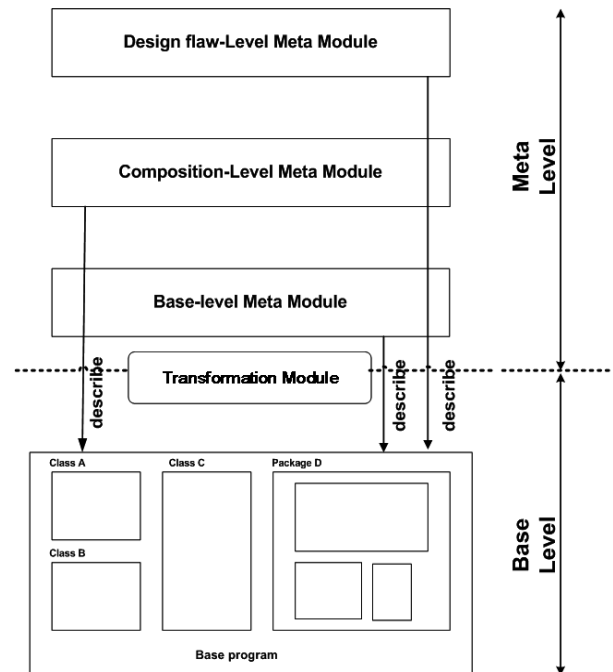 Design flaw-Level Meta Module
Composition-Level Meta Module
Base-level Meta Module
Meta
Level
Transformation Module
describe
describe
describe
Class A
Class C
Package D
Class B
Base
Level
Base program